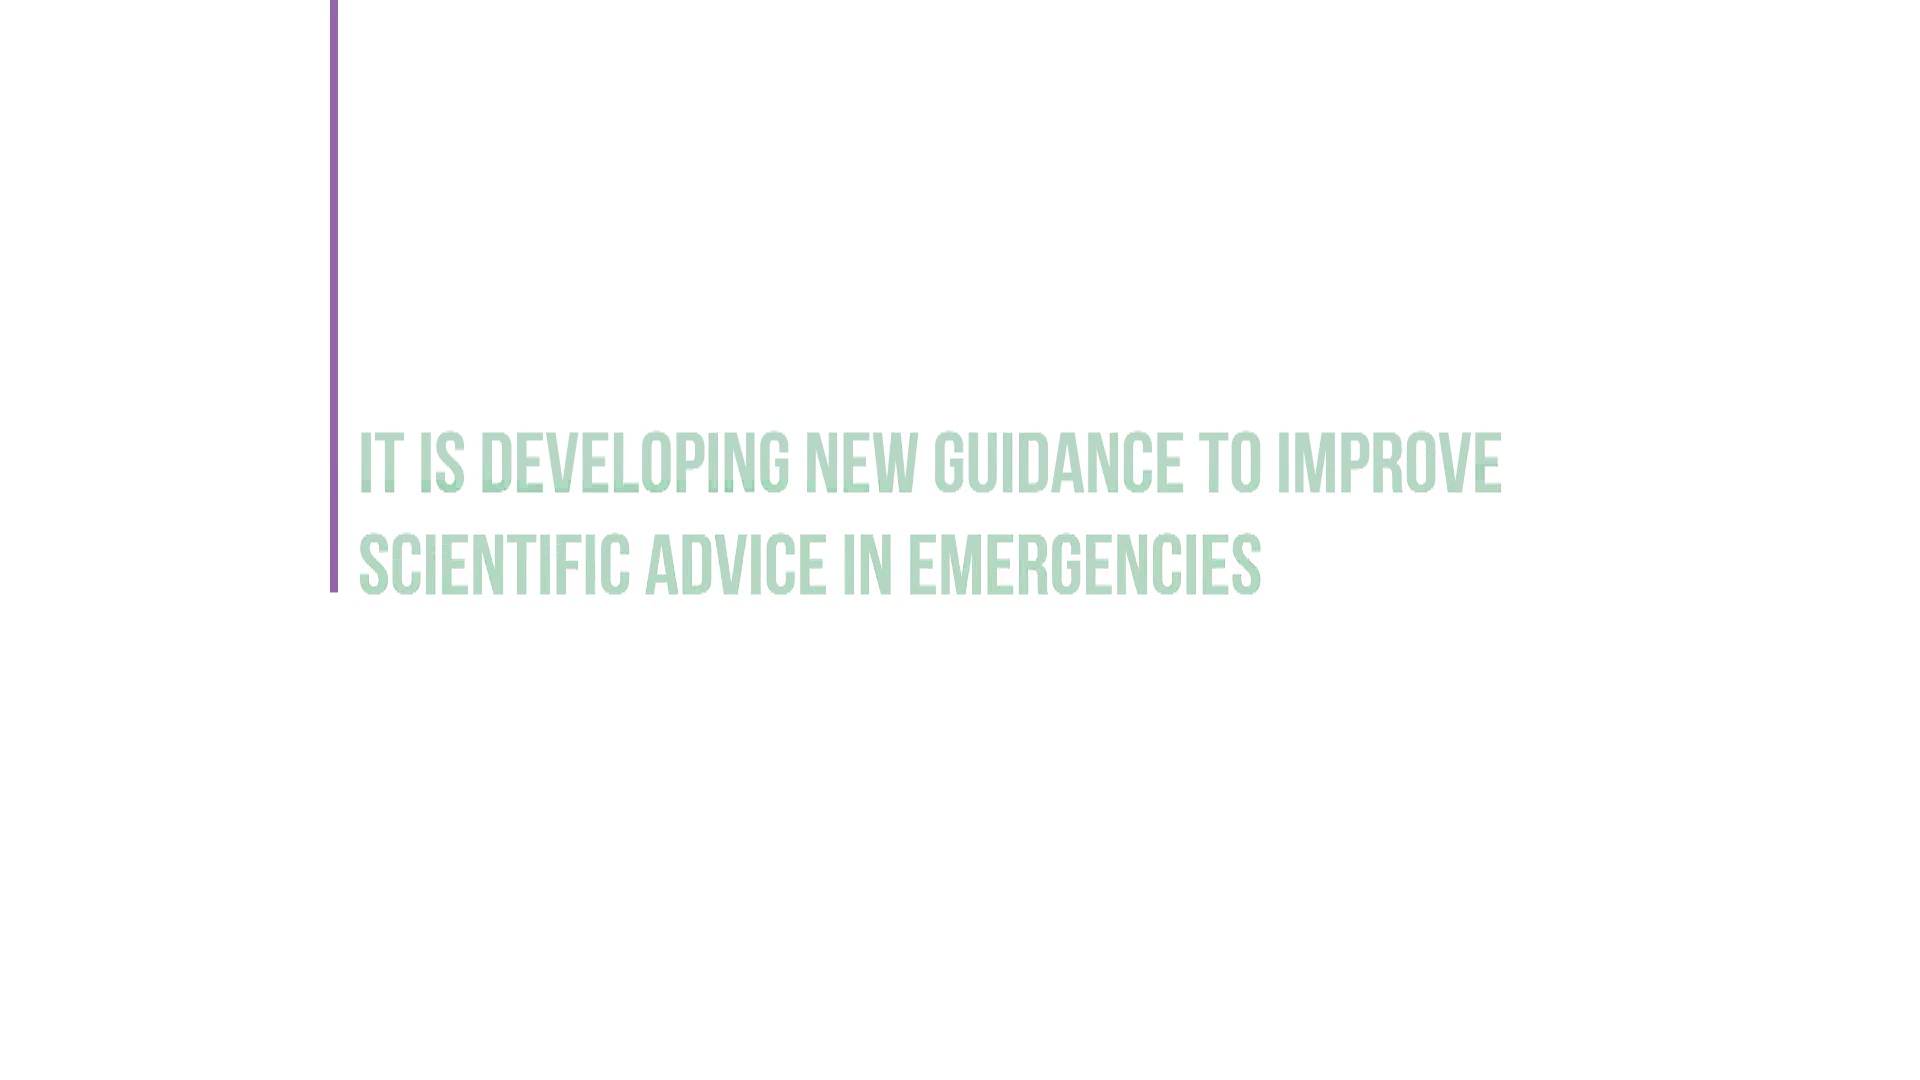 IT IS DEVELOPING NEW GUIDANCE TO IMPROVE
SCIENTIFIC ADVICE IN EMERGENCIES